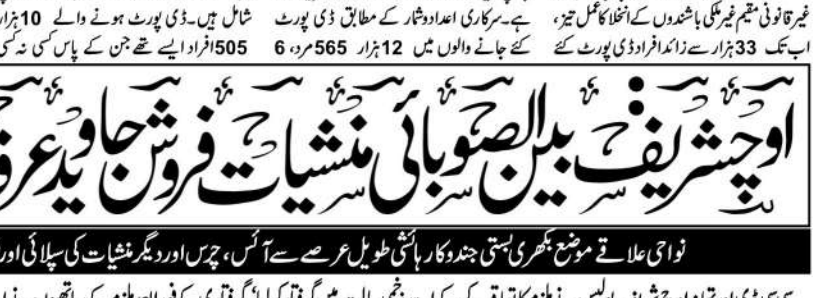 غیر قانونی مقیم غیر ملکی باشندوں کے انخلا کا عمل تیز،
اب تک 33 ہزار سے زائد افراد ڈی پورٹ کئے
ہے۔سرکاری اعدادوشمار کے مطابق ڈی پورٹ
کئے جانے والوں میں 12 ہزار 565 مرد، 6
شامل ہیں۔ڈی پورٹ ہونے والے 10 ہزار
505 افراد ایسے تھے جن کے پاس کسی نہ کسی
اوچشریف: بین الصوبائی منشیات فروش جاوید عرف
نواحی علاقے موضع بکھری بستی جندو کا رہائشی طویل عرصے سے آئس، چرس اور دیگر منشیات کی سپلائی اور